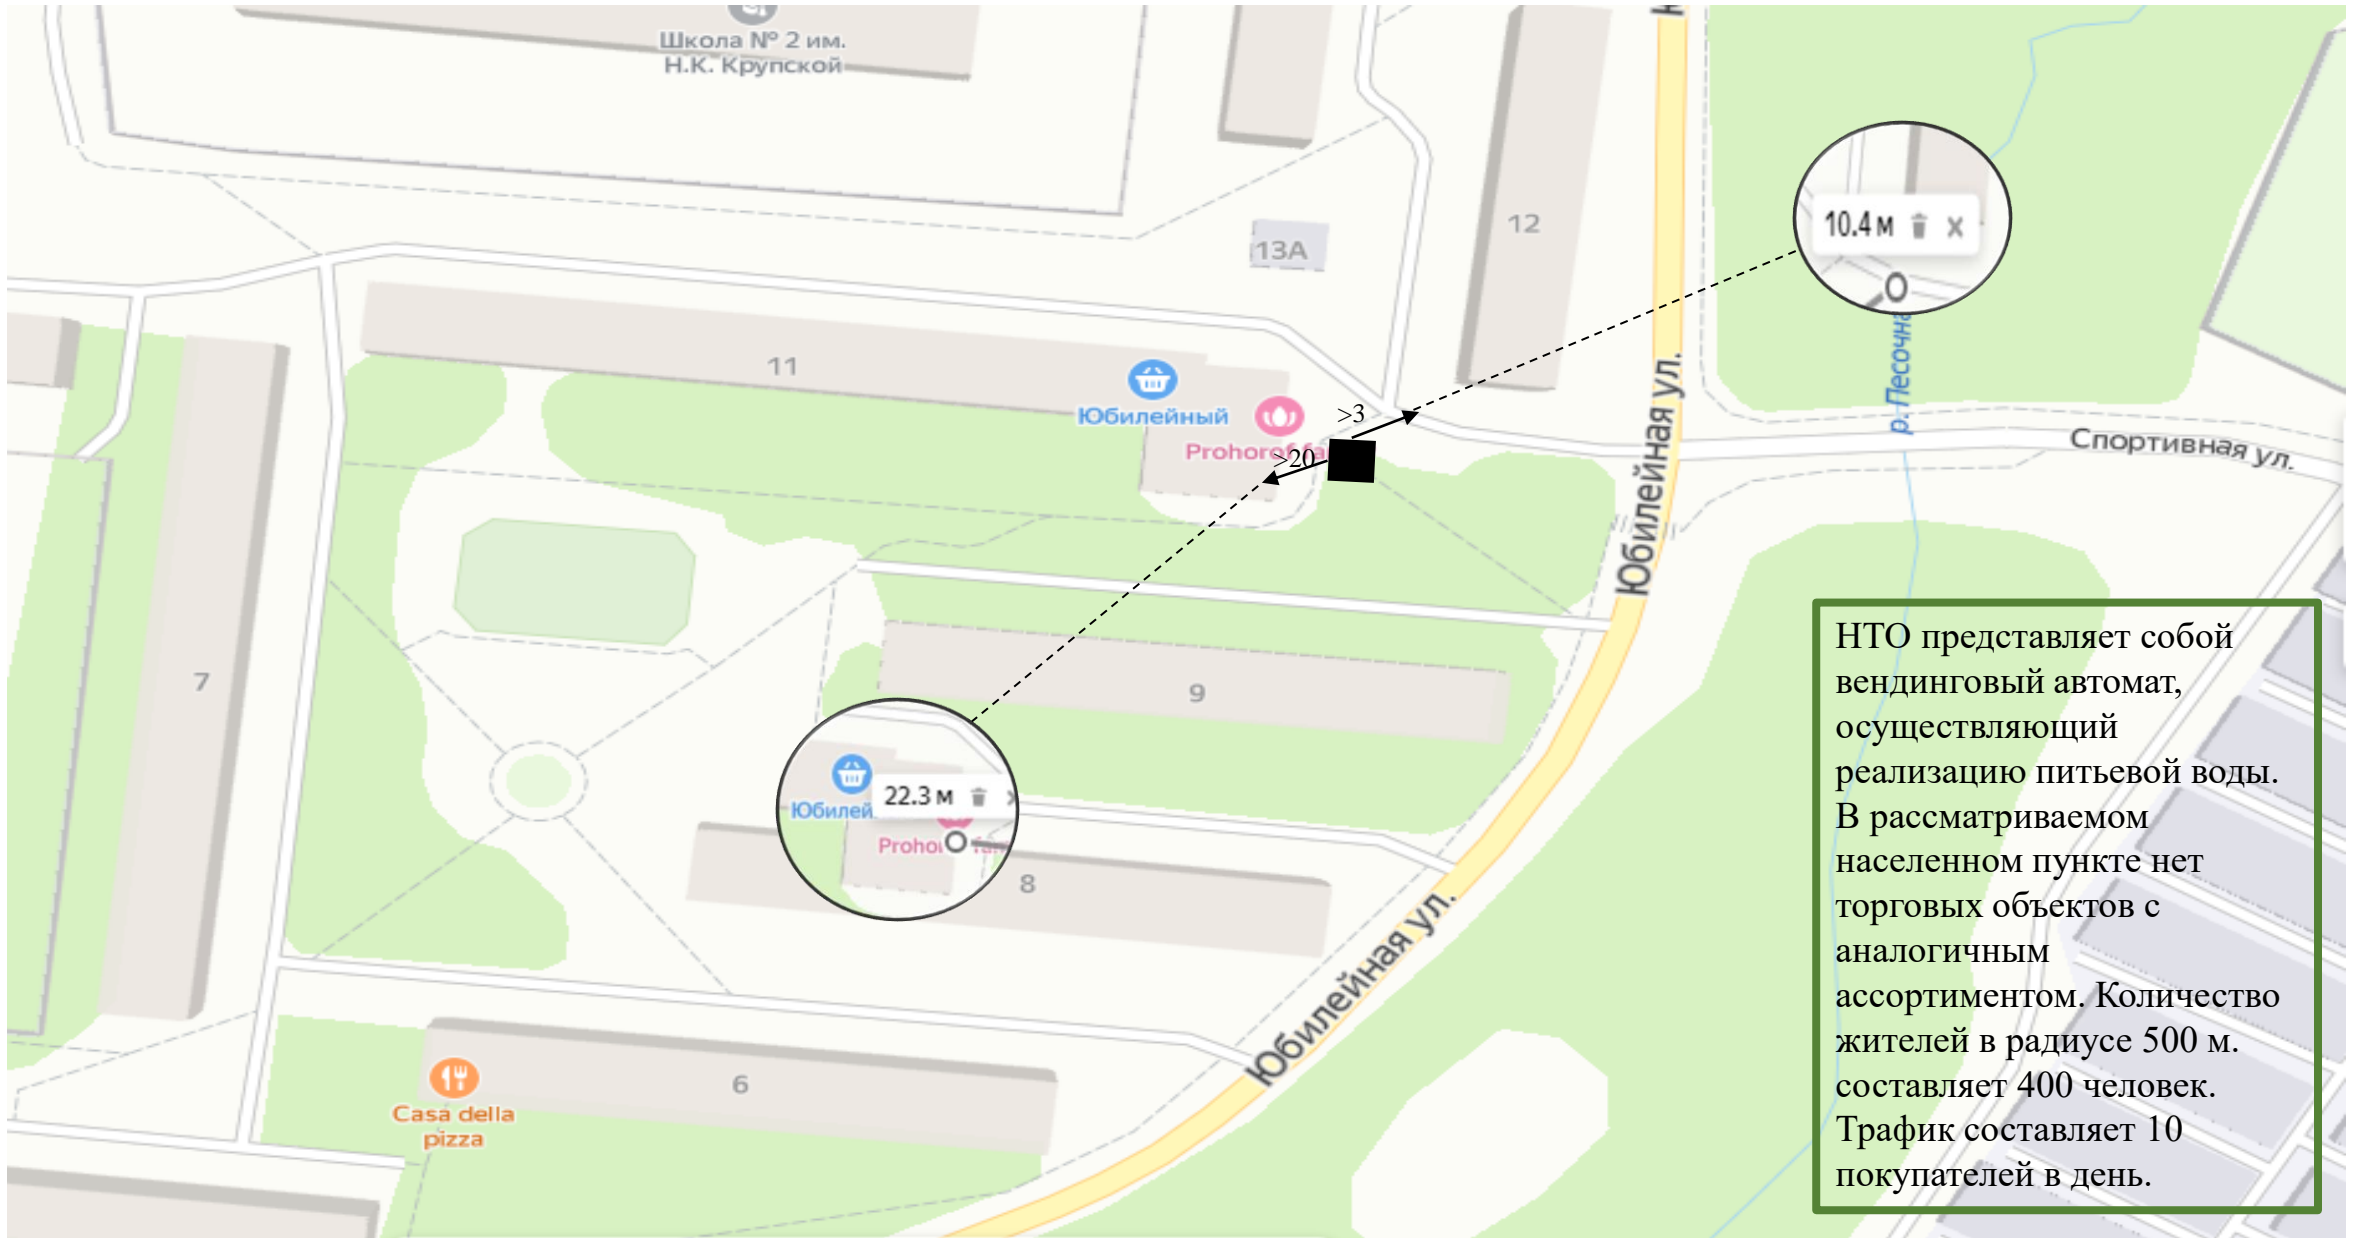 Школа № 2 им.
Н.К. Крупской
12
13А
10.4 м
11
Юбилейный
>3
Prohorof fa
>20
р. Песочна
Спортивная ул.
Юбилейная ул.
7
9
22.3 м
Юбилей
8
6
Casa della
pizza
Юбилейная ул.
НТО представляет собой
вендинговый автомат,
осуществляющий
реализацию питьевой воды.
В рассматриваемом
населенном пункте нет
торговых объектов с
аналогичным
ассортиментом. Количество
жителей в радиусе 500 м.
составляет 400 человек.
Трафик составляет 10
покупателей в день.